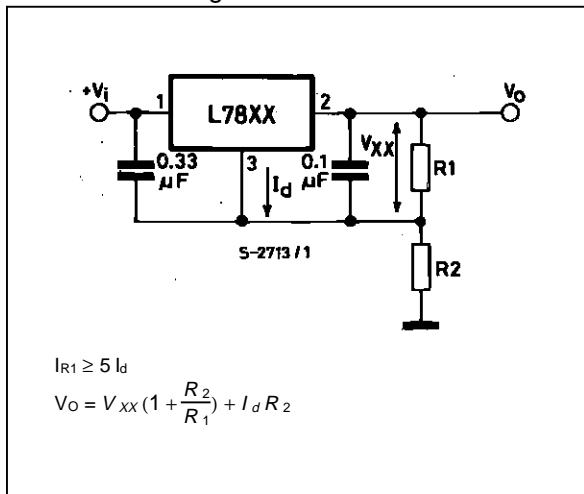 +Vi
1
L78XX
2
Vo
0.33
µF
3
Id
0.1
µF
VXX
R1
S-2713/1
R2
IR1 ≥ 5 Id
VO = VXX (1 + R2/R1) + Id R2